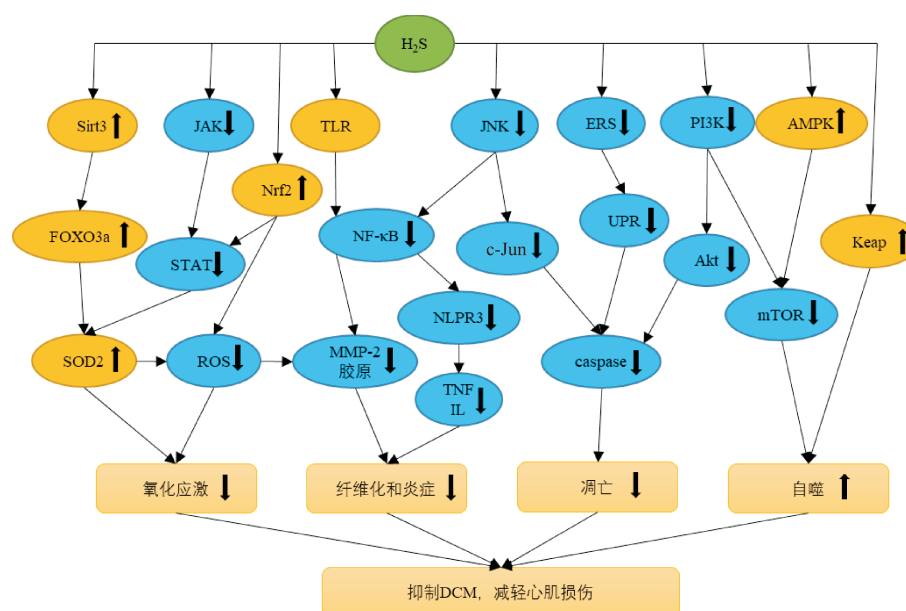 H₂S
Sirt3
JAK
TLR
JNK
ERS
PI3K
AMPK
Nrf2
FOXO3a
STAT
NF-κB
c-Jun
UPR
Akt
Keap
NLPR3
mTOR
SOD2
ROS
MMP-2
胶原
caspase
TNF
IL
氧化应激
纤维化和炎症
凋亡
自噬
抑制DCM，减轻心肌损伤